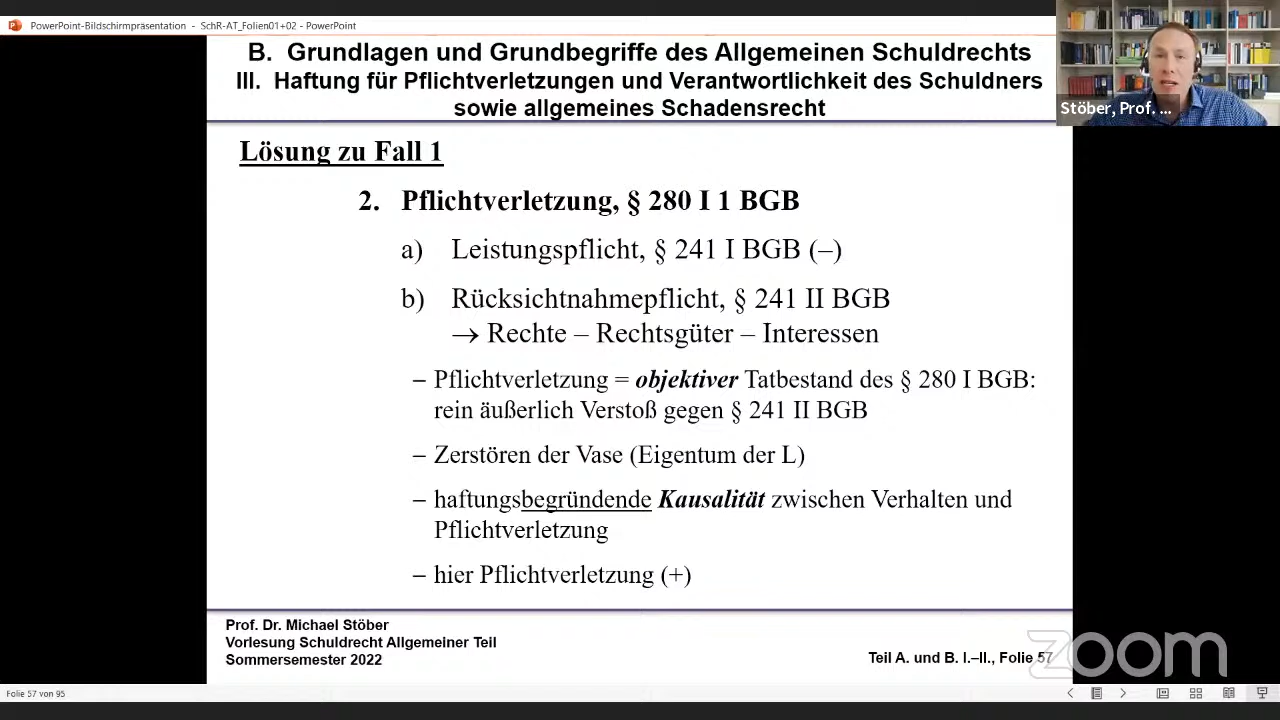 PowerPoint-Bildschirmpräsentation - SchR-AT_Folien01+02 - PowerPoint
B. Grundlagen und Grundbegriffe des Allgemeinen Schuldrechts
III. Haftung für Pflichtverletzungen und Verantwortlichkeit des Schuldners
sowie allgemeines Schadensrecht
Stöber, Prof. ...
Lösung zu Fall 1
2. Pflichtverletzung, § 280 I 1 BGB
a) Leistungspflicht, § 241 I BGB (–)
b) Rücksichtnahmepflicht, § 241 II BGB
→ Rechte – Rechtsgüter – Interessen
– Pflichtverletzung = objektiver Tatbestand des § 280 I BGB:
rein äußerlich Verstoß gegen § 241 II BGB
– Zerstören der Vase (Eigentum der L)
– haftungsbegründende Kausalität zwischen Verhalten und
Pflichtverletzung
– hier Pflichtverletzung (+)
Prof. Dr. Michael Stöber
Vorlesung Schuldrecht Allgemeiner Teil
Sommersemester 2022
Teil A. und B. I.–II., Folie 57
zoom
Folie 57 von 95